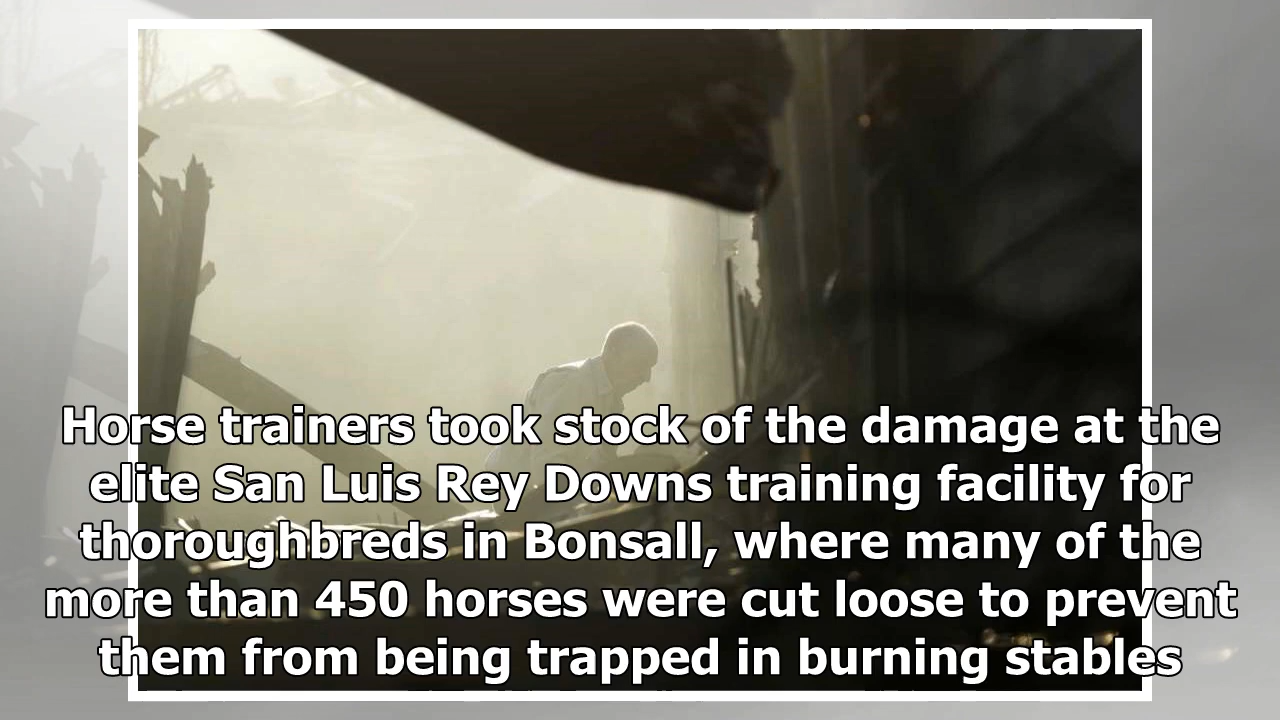 Horse trainers took stock of the damage at the
elite San Luis Rey Downs training facility for
thoroughbreds in Bonsall, where many of the
more than 450 horses were cut loose to prevent
them from being trapped in burning stables